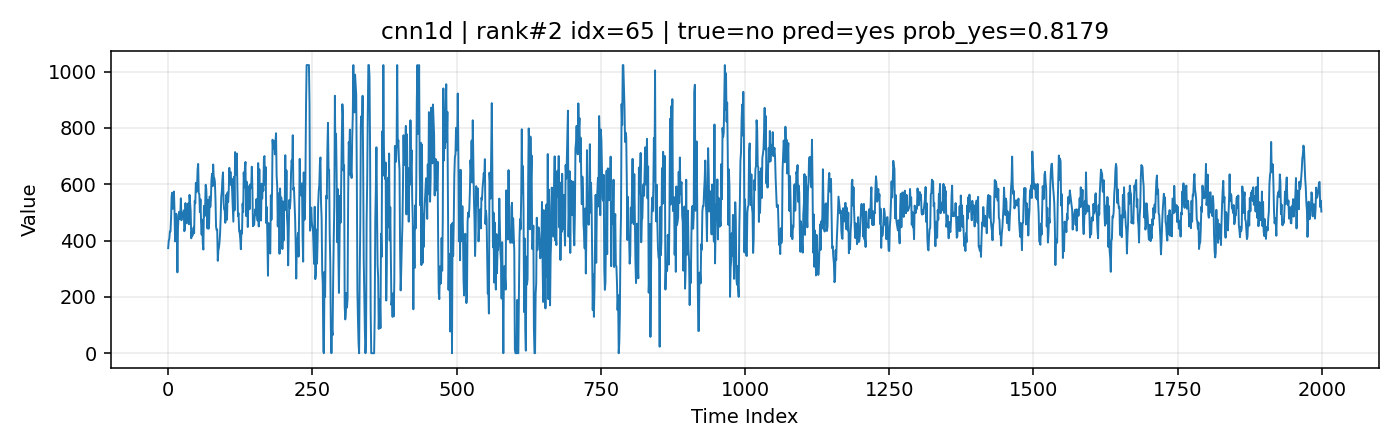 cnn1d | rank#2 idx=65 | true=no pred=yes prob_yes=0.8179
1000
800
600
400
200
0
Value
0 250 500 750 1000 1250 1500 1750 2000
Time Index